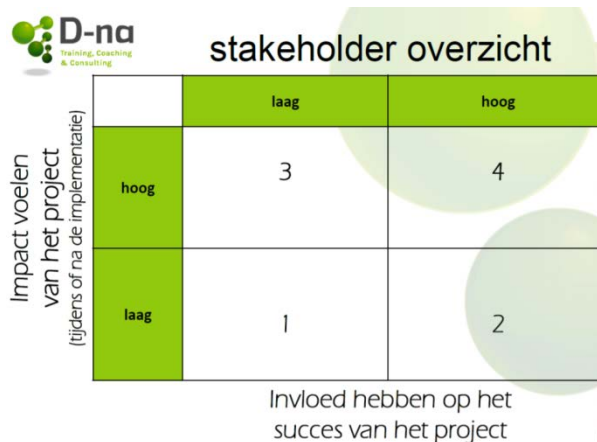 D-na
Training, Coaching
& Consulting
stakeholder overzicht
laag hoog
Impact voelen
van het project
(tijdens of na de implementatie)
hoog 3 4
laag 1 2
Invloed hebben op het
succes van het project